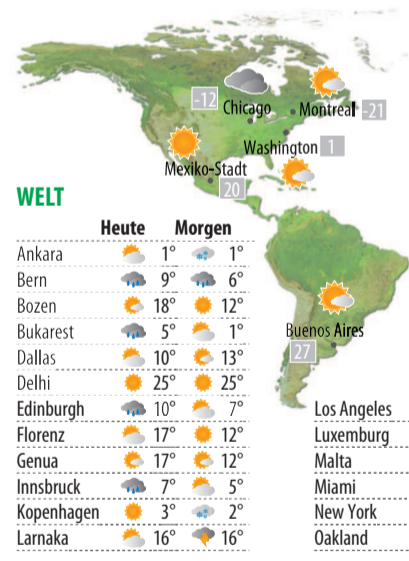 -12
Chicago
Montreal -21
Washington 1
Mexiko-Stadt
20
WELT
Heute Morgen
Ankara 1° 1°
Bern 9° 6°
Bozen 18° 12°
Bukarest 5° 1°
Dallas 10° 13°
Delhi 25° 25°
Edinburgh 10° 7°
Florenz 17° 12°
Genua 17° 12°
Innsbruck 7° 5°
Kopenhagen 3° 2°
Larnaka 16° 16°
Buenos Aires
27
Los Angeles
Luxemburg
Malta
Miami
New York
Oakland